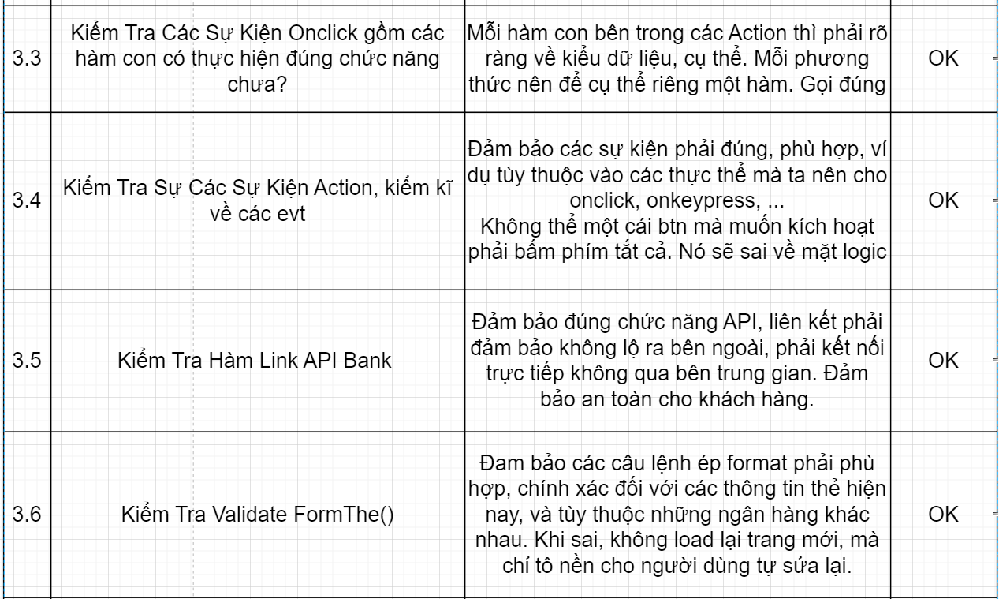 3.3
Kiểm Tra Các Sự Kiện Onclick gồm các
hàm con có thực hiện đúng chức năng
chưa?
Mỗi hàm con bên trong các Action thì phải rõ
ràng về kiểu dữ liệu, cụ thể. Mỗi phương
thức nên để cụ thể riêng một hàm. Gọi đúng
OK
3.4
Kiểm Tra Sự Các Sự Kiện Action, kiểm kĩ
về các evt
Đảm bảo các sự kiện phải đúng, phù hợp, ví
dụ tùy thuộc vào các thực thể mà ta nên cho
onclick, onkeypress, ...
Không thể một cái btn mà muốn kích hoạt
phải bấm phím tắt cả. Nó sẽ sai về mặt logic
OK
3.5
Kiểm Tra Hàm Link API Bank
Đảm bảo đúng chức năng API, liên kết phải
đảm bảo không lộ ra bên ngoài, phải kết nối
trực tiếp không qua bên trung gian. Đảm
bảo an toàn cho khách hàng.
OK
3.6
Kiểm Tra Validate FormThe()
Đam bảo các câu lệnh ép format phải phù
hợp, chính xác đối với các thông tin thẻ hiện
nay, và tùy thuộc những ngân hàng khác
nhau. Khi sai, không load lại trang mới, mà
chỉ tô nền cho người dùng tự sửa lại.
OK